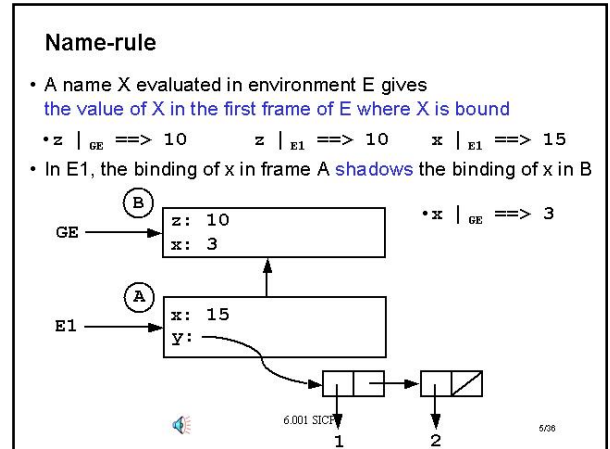 Name-rule
• A name X evaluated in environment E gives
the value of X in the first frame of E where X is bound
•z | GE ==> 10 z | E1 ==> 10 x | E1 ==> 15
• In E1, the binding of x in frame A shadows the binding of x in B
B
z: 10
•x | GE ==> 3
GE
x: 3
A
x: 15
E1
y:
6.001 SICP
1
2
5/36